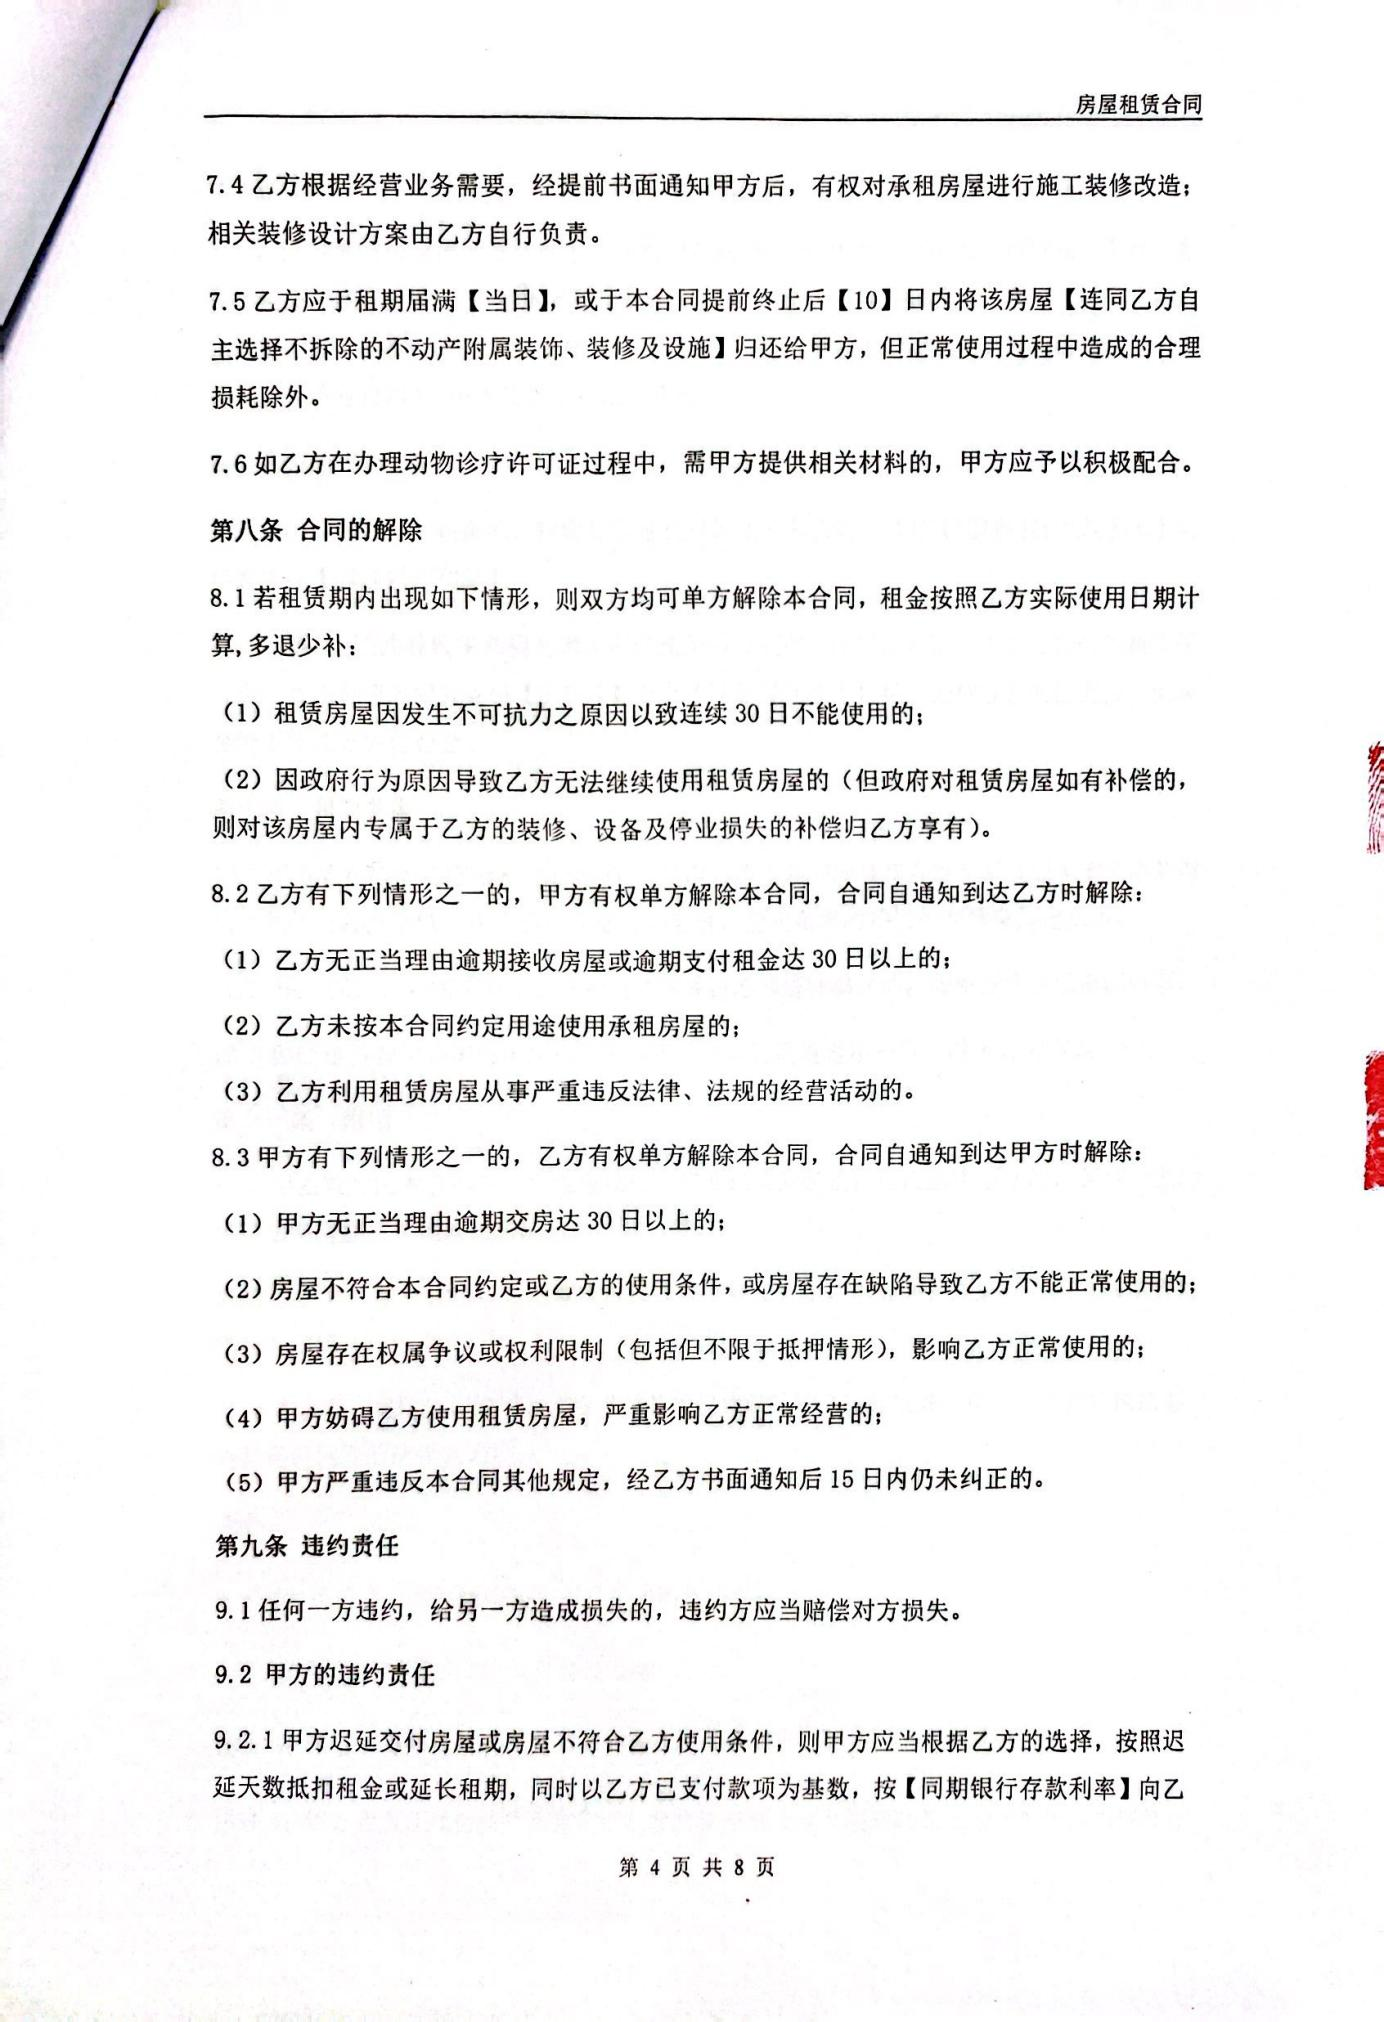 房屋租赁合同
7.4 乙方根据经营业务需要，经提前书面通知甲方后，有权对承租房屋进行施工装修改造；
相关装修设计方案由乙方自行负责。
7.5 乙方应于租期届满【当日】，或于本合同提前终止后【10】日内将该房屋【连同乙方自
主选择不拆除的不动产附属装饰、装修及设施】归还给甲方，但正常使用过程中造成的合理
损耗除外。
7.6 如乙方在办理动物诊疗许可证过程中，需甲方提供相关材料的，甲方应予以积极配合。
第八条 合同的解除
8.1 若租赁期内出现如下情形，则双方均可单方解除本合同，租金按照乙方实际使用日期计
算,多退少补：
（1）租赁房屋因发生不可抗力之原因以致连续 30 日不能使用的；
（2）因政府行为原因导致乙方无法继续使用租赁房屋的（但政府对租赁房屋如有补偿的，
则对该房屋内专属于乙方的装修、设备及停业损失的补偿归乙方享有）。
8.2 乙方有下列情形之一的，甲方有权单方解除本合同，合同自通知到达乙方时解除：
（1）乙方无正当理由逾期接收房屋或逾期支付租金达 30 日以上的；
（2）乙方未按本合同约定用途使用承租房屋的；
（3）乙方利用租赁房屋从事严重违反法律、法规的经营活动的。
8.3 甲方有下列情形之一的，乙方有权单方解除本合同，合同自通知到达甲方时解除：
（1）甲方无正当理由逾期交房达 30 日以上的；
（2）房屋不符合本合同约定或乙方的使用条件，或房屋存在缺陷导致乙方不能正常使用的；
（3）房屋存在权属争议或权利限制（包括但不限于抵押情形），影响乙方正常使用的；
（4）甲方妨碍乙方使用租赁房屋，严重影响乙方正常经营的；
（5）甲方严重违反本合同其他规定，经乙方书面通知后 15 日内仍未纠正的。
第九条 违约责任
9.1 任何一方违约，给另一方造成损失的，违约方应当赔偿对方损失。
9.2 甲方的违约责任
9.2.1 甲方迟延交付房屋或房屋不符合乙方使用条件，则甲方应当根据乙方的选择，按照迟
延天数抵扣租金或延长租期，同时以乙方已支付款项为基数，按【同期银行存款利率】向乙
第 4 页 共 8 页